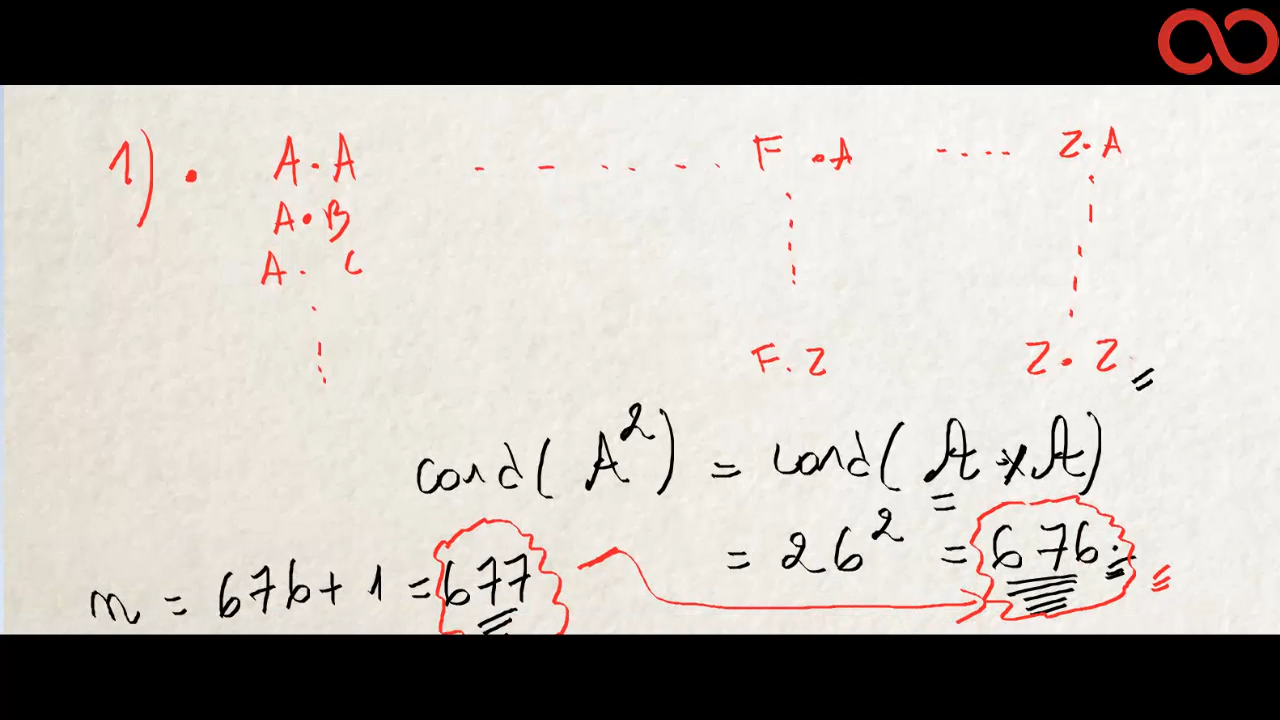 1) • A . A - - - - - - F . A - . . . . Z . A
A . B
A . C
F . Z Z . Z
card( A² ) = card( A × A )
= 26² = 676
n = 676 + 1 = 677